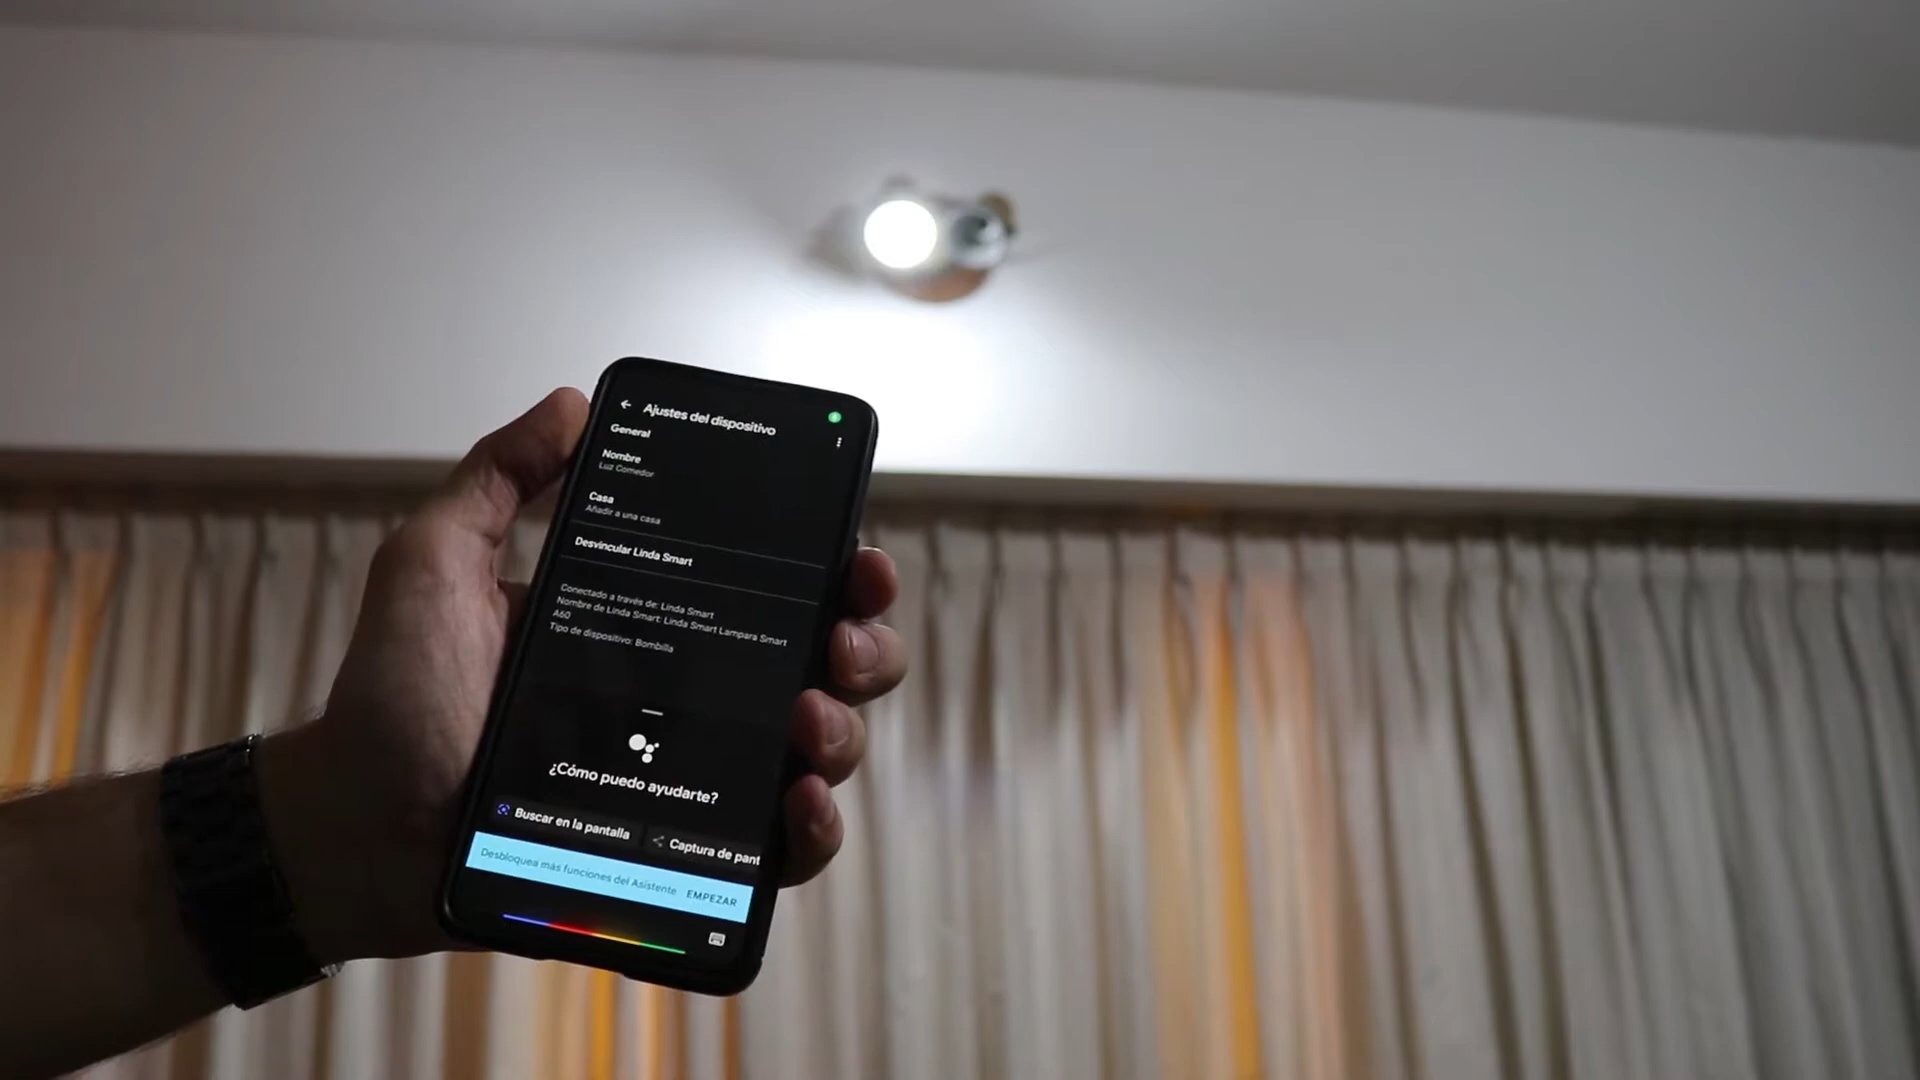 Ajustes del dispositivo
General
Nombre
Luz Comedor
Casa
Añadir a una casa
Desvincular Linda Smart
Conectado a través de: Linda Smart
Nombre de Linda Smart: Linda Smart Lampara Smart
A60
Tipo de dispositivo: Bombilla
¿Cómo puedo ayudarte?
Buscar en la pantalla
Captura de pant
Desbloquea más funciones del Asistente EMPEZAR